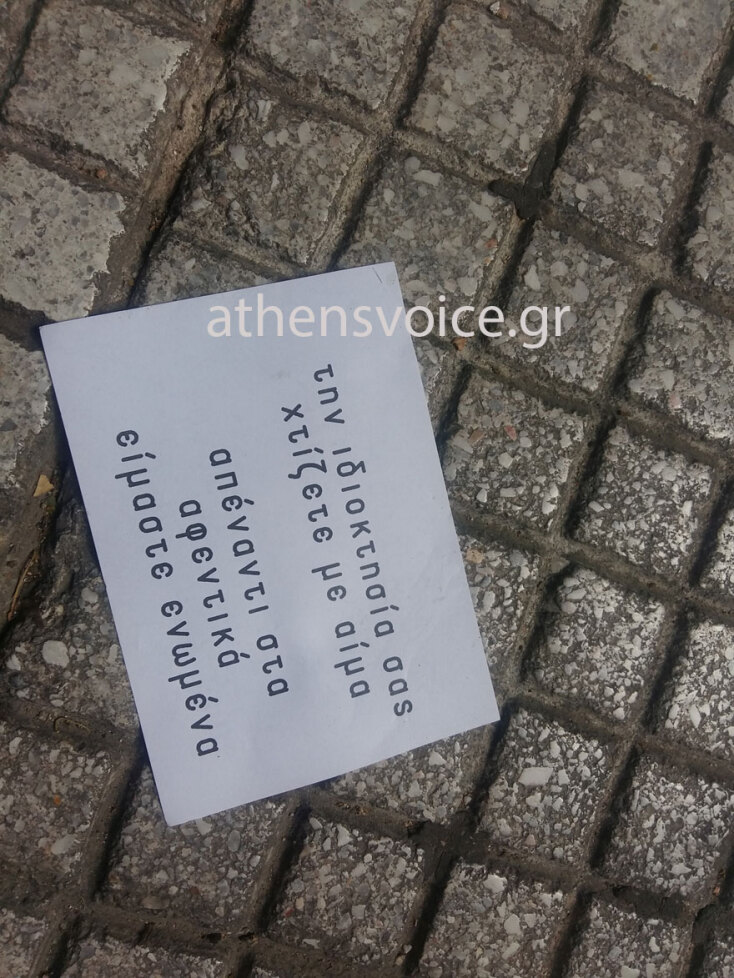 athensvoice.gr
την ιδιοκτησία σας
χτίζετε με αίμα
απέναντι στα
αφεντικά
είμαστε ενωμένα